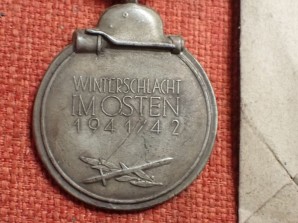 WINTERSCHLACHT
IM OSTEN
1941/42